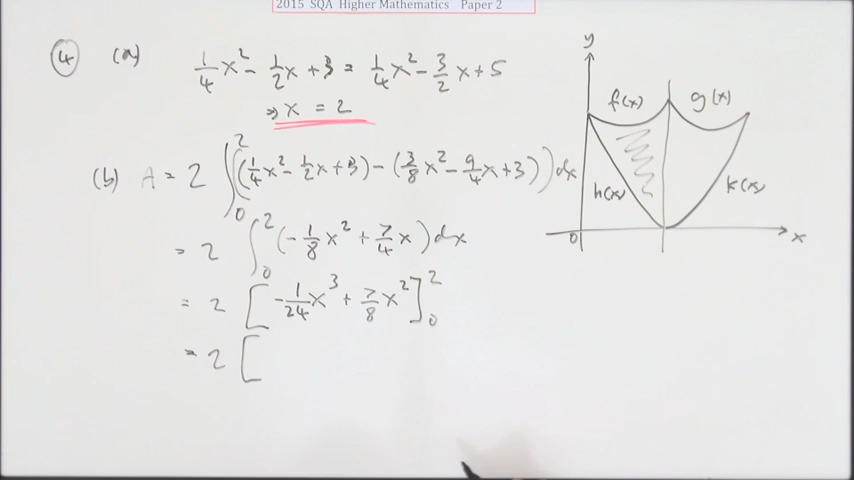 2015 SQA Higher Mathematics Paper 2
4 (a) 1/4 x² - 1/2 x + 3 = 1/4 x² - 3/2 x + 5
⇒ x = 2
(b) A = 2 ∫₀² ((1/4 x² - 1/2 x + 3) - (3/8 x² - 9/4 x + 3)) dx
= 2 ∫₀² (-1/8 x² + 7/4 x) dx
= 2 [-1/24 x³ + 7/8 x²]₀²
= 2 [
y
f(x) g(x)
h(x) k(x)
0 x